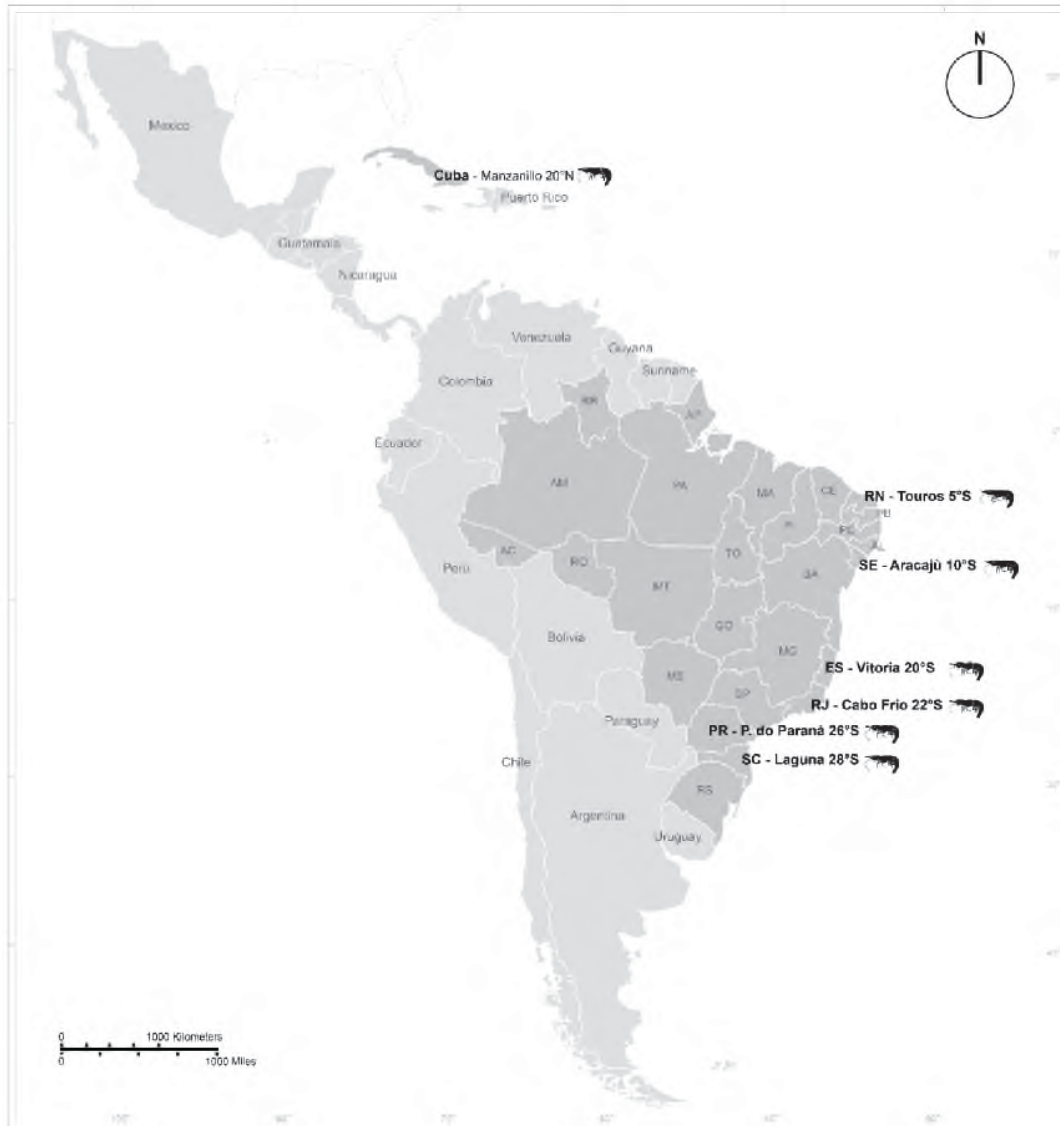 N
Mexico
Cuba - Manzanillo 20°N
Puerto Rico
Guatemala
Nicaragua
Venezuela
Guyana
Suriname
Colombia
RR
AP
Ecuador
AM
PA
MA
CE
RN - Touros 5°S
PB
PI
PE
AL
AC
RO
TO
SE - Aracajù 10°S
Perú
MT
BA
GO
Bolivia
MG
MS
ES - Vitoria 20°S
SP
RJ - Cabo Frio 22°S
Paraguay
PR - P. do Paraná 26°S
Chile
SC - Laguna 28°S
RS
Argentina
Uruguay
0 1000 Kilometers
0 1000 Miles